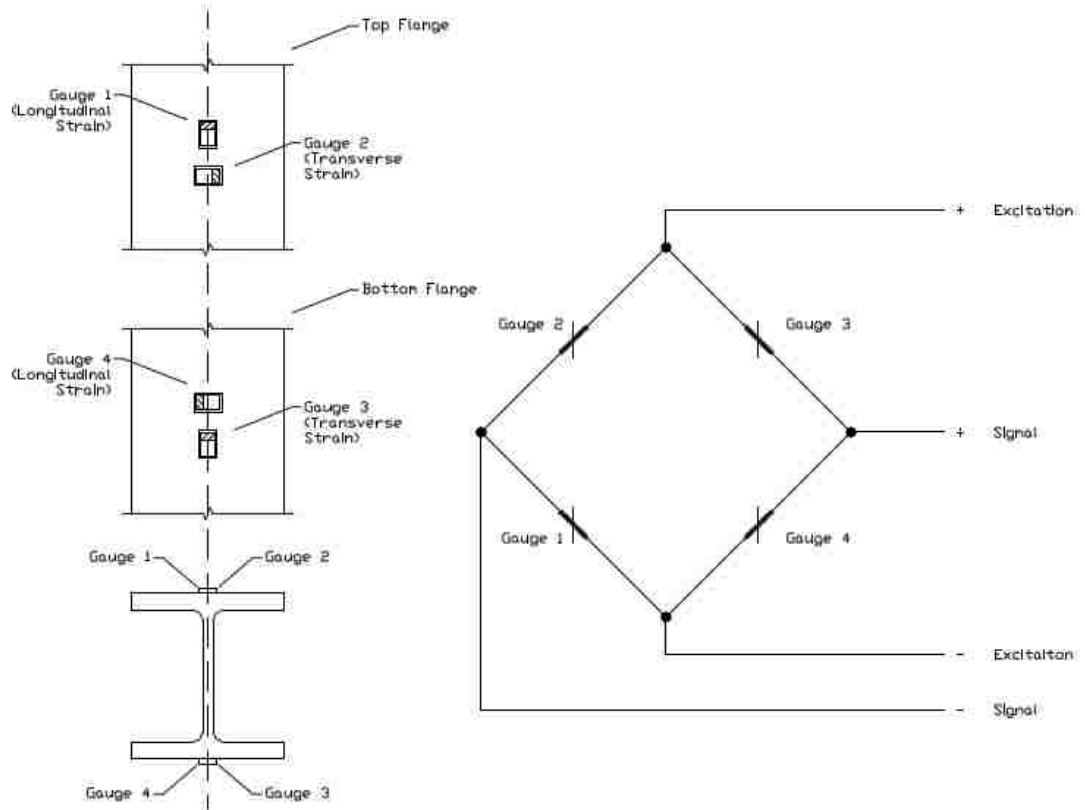 Top Flange
Gauge 1
(Longitudinal
Strain)
Gauge 2
(Transverse
Strain)
Bottom Flange
Gauge 4
(Longitudinal
Strain)
Gauge 3
(Transverse
Strain)
Gauge 1
Gauge 2
Gauge 4
Gauge 3
+ Excitation
Gauge 2
Gauge 3
+ Signal
Gauge 1
Gauge 4
- Excitaiton
- Signal